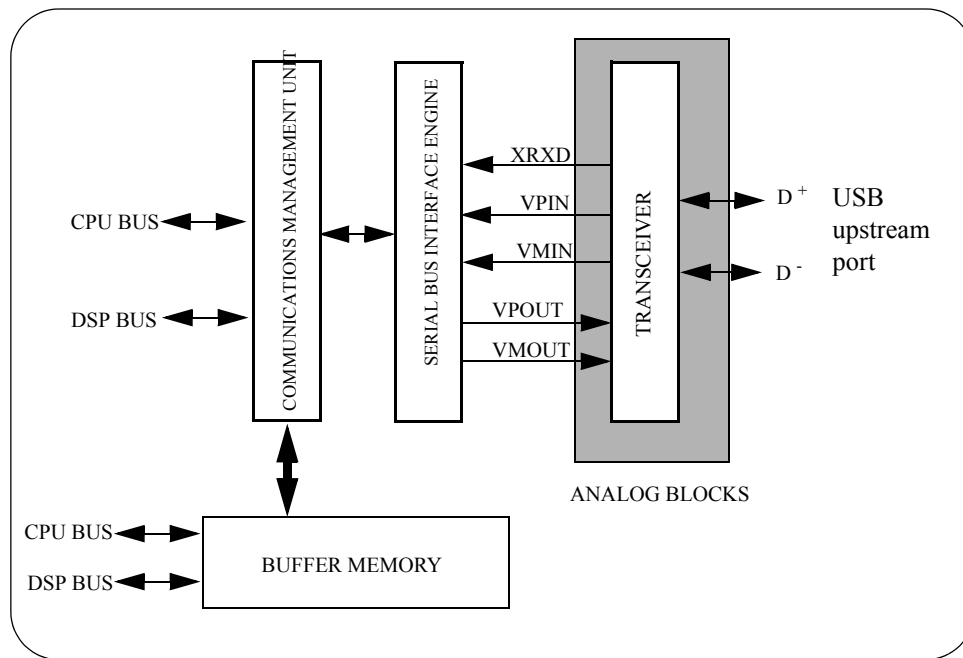 COMMUNICATIONS MANAGEMENT UNIT
SERIAL BUS INTERFACE ENGINE
TRANSCEIVER
XRXD
VPIN
VMIN
VPOUT
VMOUT
CPU BUS
DSP BUS
D +
D -
USB
upstream
port
ANALOG BLOCKS
CPU BUS
DSP BUS
BUFFER MEMORY